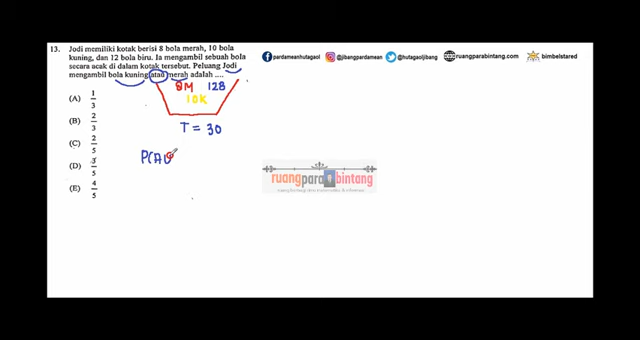 13. Jodi memiliki kotak berisi 8 bola merah, 10 bola
kuning, dan 12 bola biru. Ia mengambil sebuah bola
secara acak di dalam kotak tersebut. Peluang Jodi
mengambil bola kuning atau merah adalah ....
(A) 1/3
(B) 2/3
(C) 2/5
(D) 3/5
(E) 4/5
8M 12B
10K
T = 30
P(A∪
pardameanhutagaol @jibangpardamean @hutagaoljibang ruangparabintang.com bimbelstared
ruangparabintang